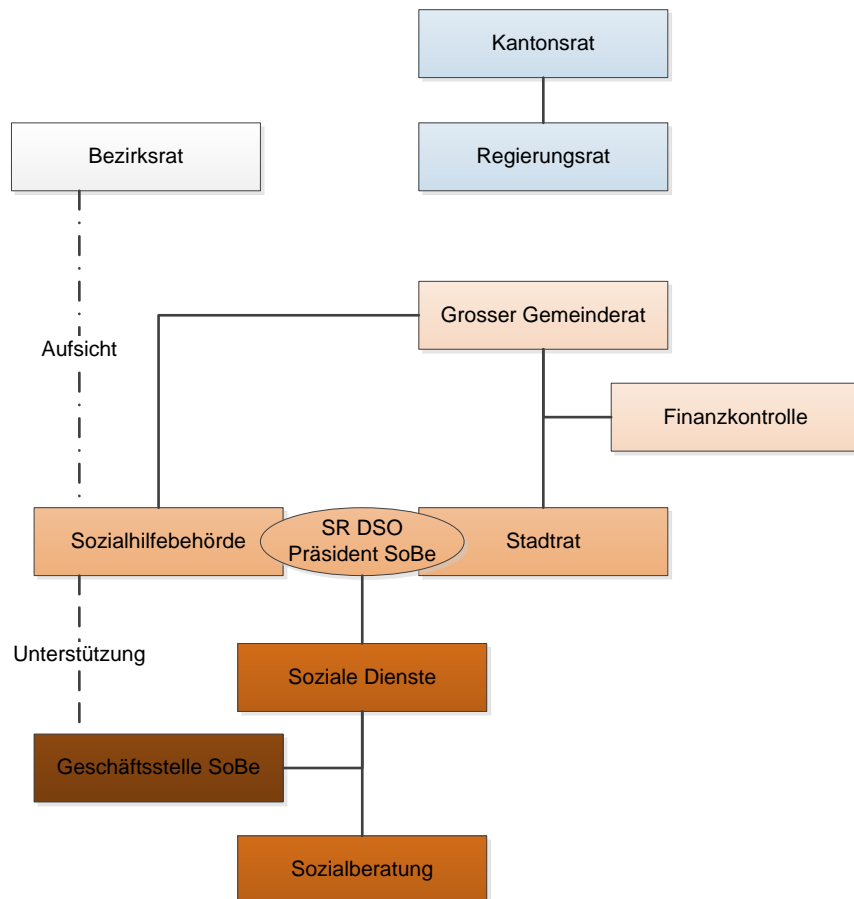 Kantonsrat
Bezirksrat
Regierungsrat
Grosser Gemeinderat
Aufsicht
Finanzkontrolle
Sozialhilfebehörde
SR DSO
Präsident SoBe
Stadtrat
Unterstützung
Soziale Dienste
Geschäftsstelle SoBe
Sozialberatung